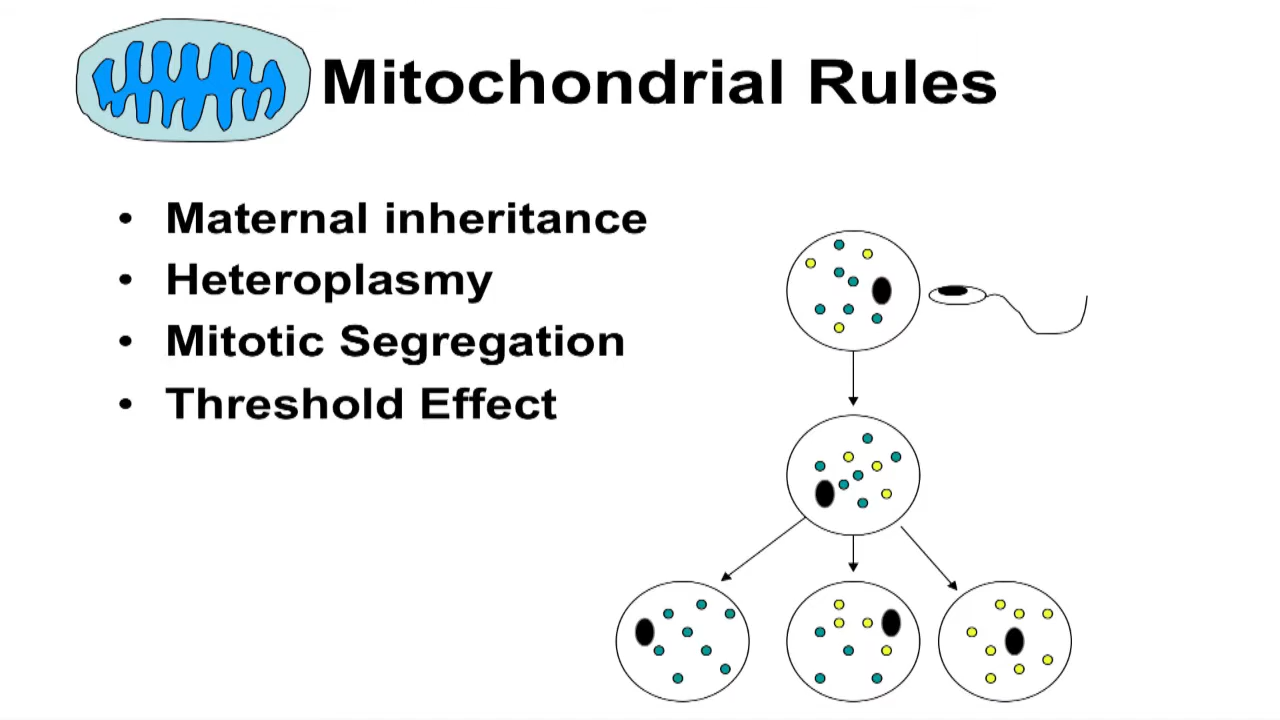 Mitochondrial Rules
• Maternal inheritance
• Heteroplasmy
• Mitotic Segregation
• Threshold Effect